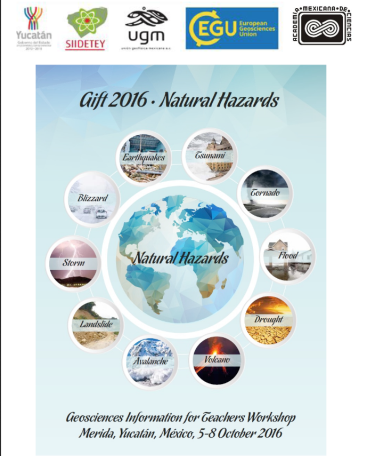 Yucatán
SIIDETEY
ugm
unión geofísica mexicana a.c.
EGU European
Geosciences
Union
ACADEMIA • MEXICANA • DE • CIENCIAS
Gift 2016 • Natural Hazards
Earthquakes
Tsunami
Blizzard
Tornado
Storm
Natural Hazards
Flood
Landslide
Drought
Avalanche
Volcano
Geosciences Information for Teachers Workshop
Merida, Yucatán, México, 5-8 October 2016